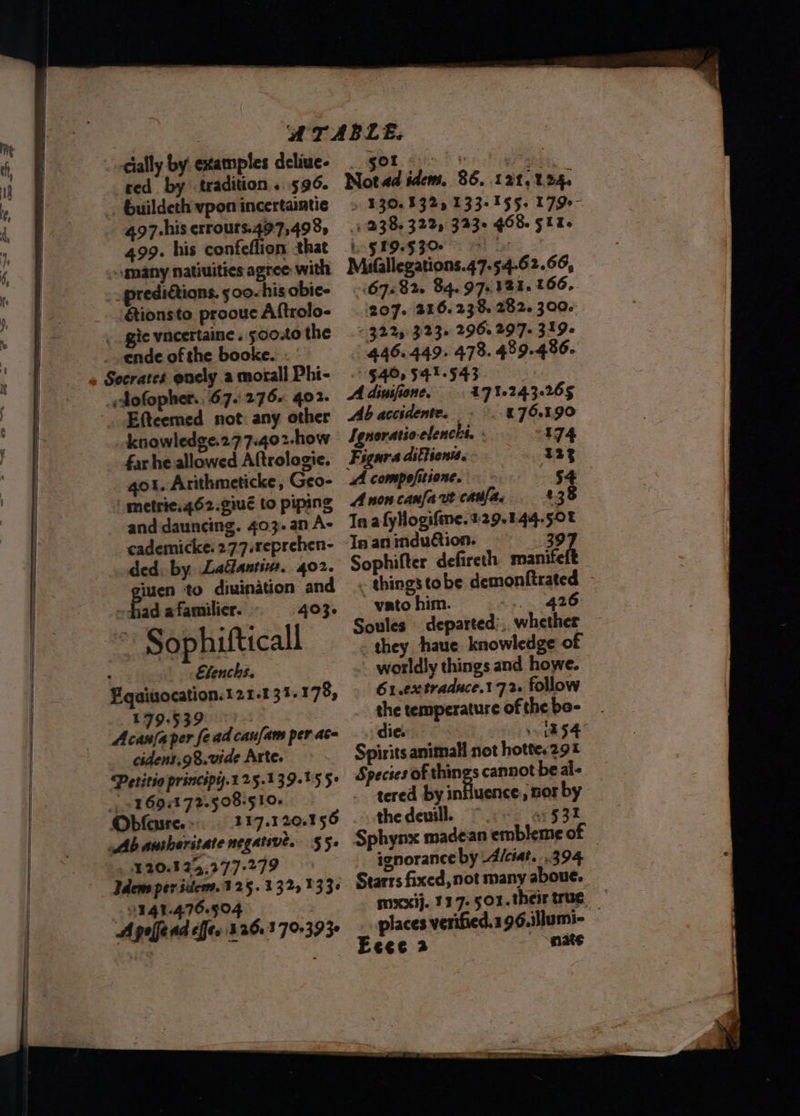 A TABLE.
cially by examples deliue-
red by tradition . 596.
buildeth vpon incertaintie
497. his errours. 497, 498,
499. his confession that
many natiuities agree with
predictions. 500. his obie-
ctions to prooue Astrolo-
gie vncertaine . 500. to the
ende of the booke.
Socrates onely a morall Phi-
losopher. 67. 276. 402.
Esteemed not any other
knowledge. 277. 402. how
far he allowed Astrologie.
401. Arithmeticke, Geo-
metrie. 462. giuē to piping
and dauncing. 403. an A-
cademicke. 277. reprehen-
ded by Lactantius. 402.
giuen to diuination and
had a familier. 403.
Sophisticall
Elenchs.
Equiuocation. 121. 131. 178,
179. 539
A causa per se ad causam per ac-
cidens. 98. vide Arte.
Petitio principij. 125. 139. 155.
169. 172. 508. 510.
Obscure. 117. 120. 156
Ab authoritate negative. 55.
120. 377. 279
Idem per idem. 125. 132, 133.
141. 476. 504
A posse ad esse. 126. 170. 393.
501.
Not ad idem. 86. 121, 124.
130. 132, 133. 155. 179.
238. 322, 323. 468. 511.
519. 530.
Misallegations. 47. 54. 62. 66,
67. 82. 84. 97. 121. 166.
207. 216. 238. 282. 300.
322, 323. 296. 297. 319.
446. 449. 478. 489. 486.
540, 541. 543
A diuisione. 171. 243. 265
Ab accidente. 176. 190
Ignoratio elenchi. 174
Figura dictionis. 123
A compositione. 54
A non causa vt causa. 138
In a syllogisme. 129. 144. 501
In an induction. 397
Sophister desireth manifest
things to be demonstrated
vnto him. 426
Soules departed, whether
they haue knowledge of
worldly things and howe.
61. ex traduce. 172. follow
the temperature of the bo-
die. 154
Spirits animall not hotte. 291
Species of things cannot be al-
tered by influence, nor by
the deuill. 531
Sphynx made an embleme of
ignorance by Alciat. 394
Starrs fixed, not many aboue.
mxxij. 137. 501. their true
places verified. 196. illumi-
Eeee 2 nate